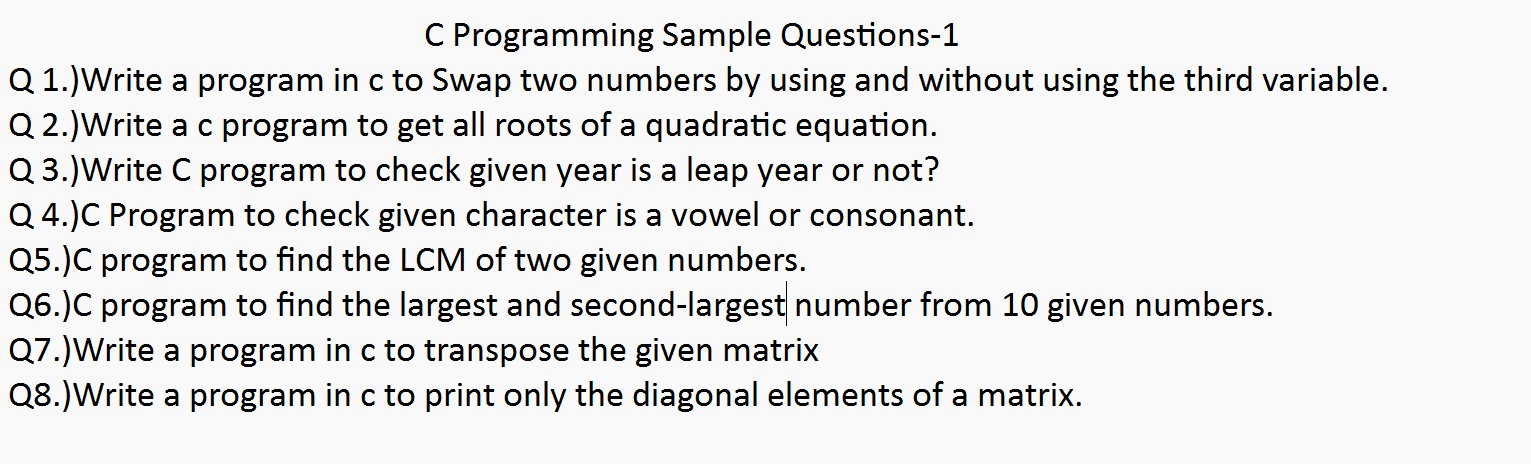 C Programming Sample Questions-1
Q 1.)Write a program in c to Swap two numbers by using and without using the third variable.
Q 2.)Write a c program to get all roots of a quadratic equation.
Q 3.)Write C program to check given year is a leap year or not?
Q 4.)C Program to check given character is a vowel or consonant.
Q5.)C program to find the LCM of two given numbers.
Q6.)C program to find the largest and second-largest number from 10 given numbers.
Q7.)Write a program in c to transpose the given matrix
Q8.)Write a program in c to print only the diagonal elements of a matrix.